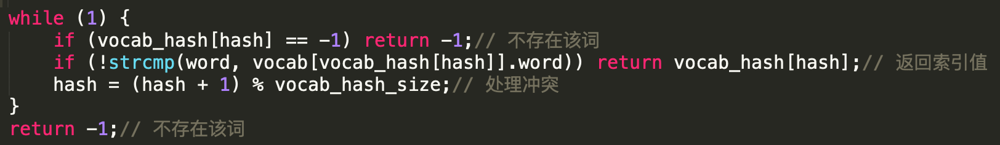 while (1) {
    if (vocab_hash[hash] == -1) return -1;// 不存在该词
    if (!strcmp(word, vocab[vocab_hash[hash]].word)) return vocab_hash[hash];// 返回索引值
    hash = (hash + 1) % vocab_hash_size;// 处理冲突
}
return -1;// 不存在该词